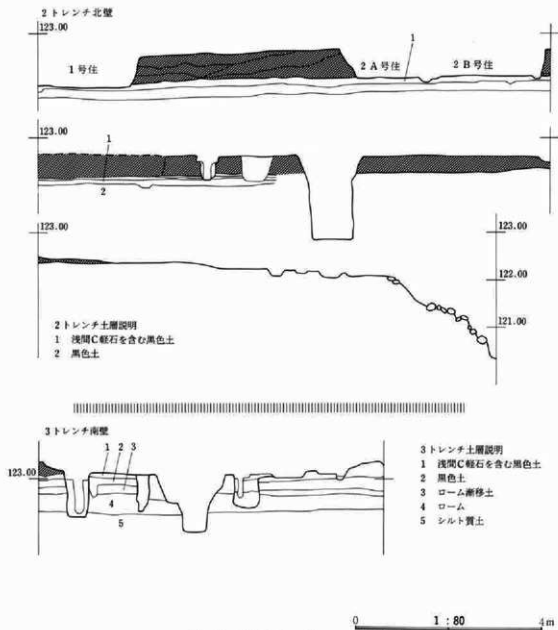 2トレンチ北壁
123.00
1号住
2A号住
1
2B号住
123.00
1
2
123.00
123.00
122.00
121.00
2トレンチ土層説明
1 浅間C軽石を含む黒色土
2 黒色土
3トレンチ南壁
1 2 3
123.00
4
5
3トレンチ土層説明
1 浅間C軽石を含む黒色土
2 黒色土
3 ローム漸移土
4 ローム
5 シルト質土
0 1:80 4m